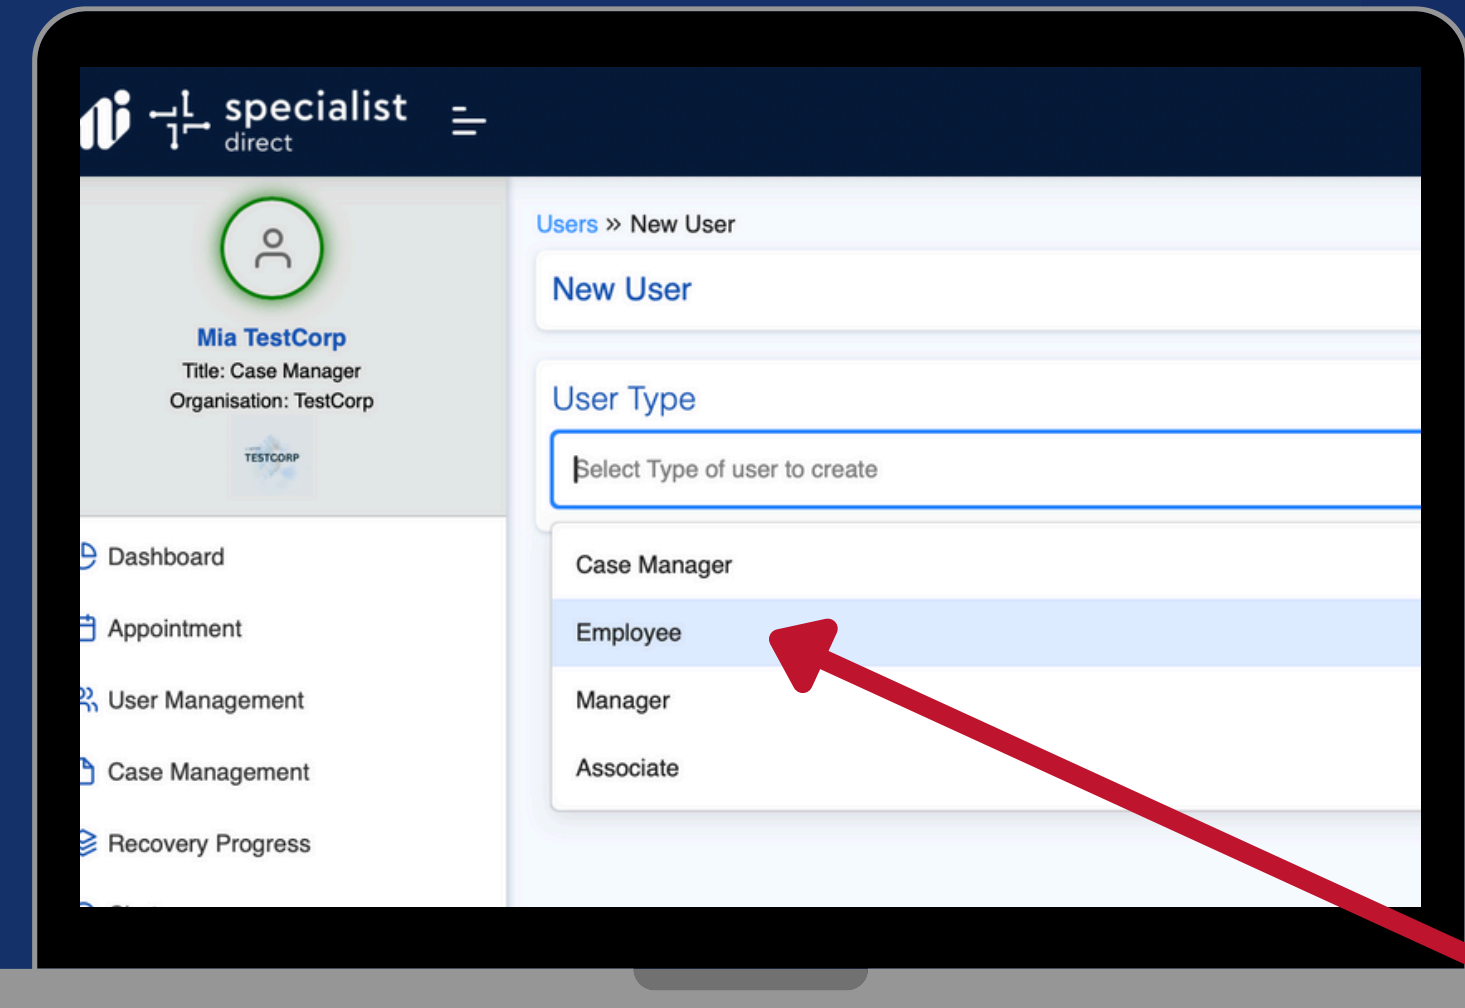 specialist
direct
Mia TestCorp
Title: Case Manager
Organisation: TestCorp
TESTCORP
Dashboard
Appointment
User Management
Case Management
Recovery Progress
Users » New User
New User
User Type
Select Type of user to create
Case Manager
Employee
Manager
Associate